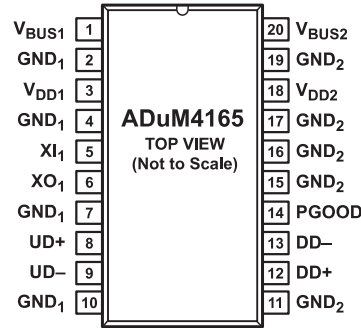 V_BUS1 1 20 V_BUS2
GND_1 2 19 GND_2
V_DD1 3 18 V_DD2
GND_1 4 17 GND_2
ADuM4165
TOP VIEW
(Not to Scale)
XI_1 5 16 GND_2
XO_1 6 15 GND_2
GND_1 7 14 PGOOD
UD+ 8 13 DD–
UD– 9 12 DD+
GND_1 10 11 GND_2